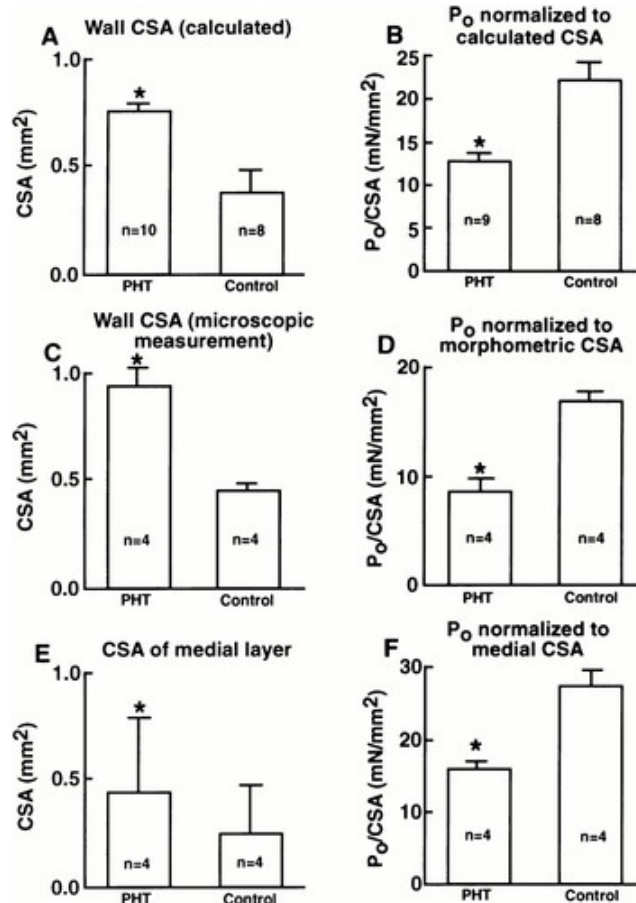 A
Wall CSA (calculated)
CSA (mm²)
1.0
0.5
0.0
*
n=10
n=8
PHT
Control
B
Pₒ normalized to
calculated CSA
Pₒ/CSA (mN/mm²)
25
20
15
10
5
0
*
n=9
n=8
PHT
Control
C
Wall CSA (microscopic
measurement)
CSA (mm²)
1.0
0.5
0.0
*
n=4
n=4
PHT
Control
D
Pₒ normalized to
morphometric CSA
Pₒ/CSA (mN/mm²)
20
10
0
*
n=4
n=4
PHT
Control
E
CSA of medial layer
CSA (mm²)
1.0
0.5
0.0
*
n=4
n=4
PHT
Control
F
Pₒ normalized to
medial CSA
Pₒ/CSA (mN/mm²)
30
20
10
0
*
n=4
n=4
PHT
Control